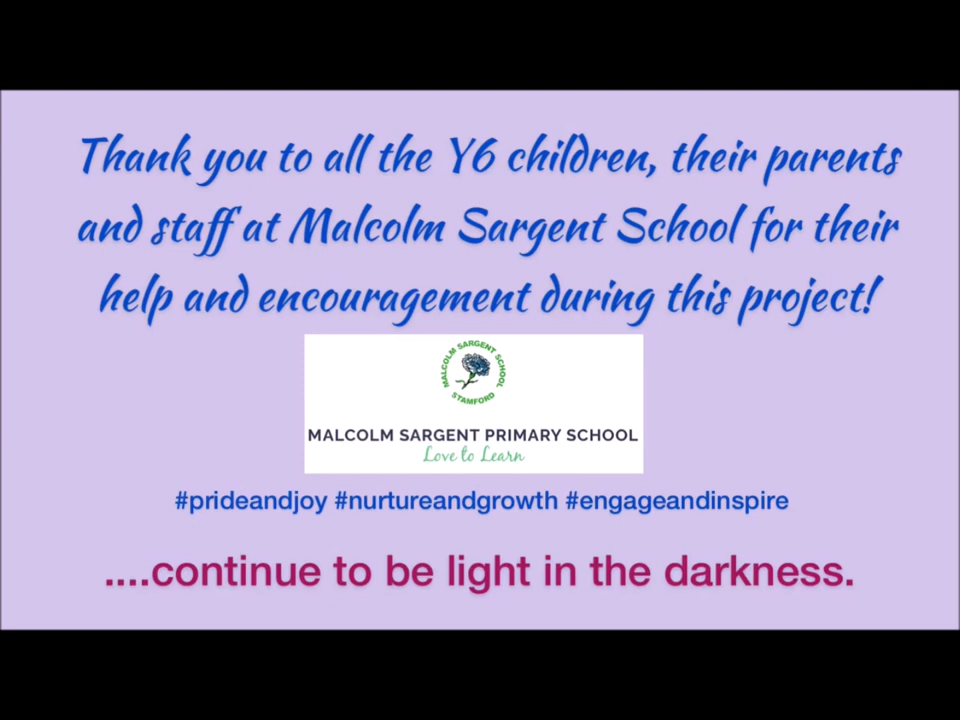 Thank you to all the Y6 children, their parents
and staff at Malcolm Sargent School for their
help and encouragement during this project!
MALCOLM SARGENT SCHOOL
STAMFORD
MALCOLM SARGENT PRIMARY SCHOOL
Love to Learn
#prideandjoy #nurtureandgrowth #engageandinspire
....continue to be light in the darkness.